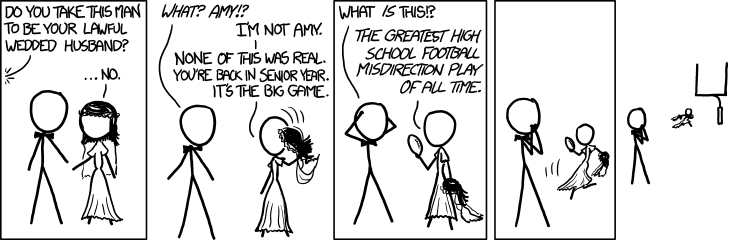 DO YOU TAKE THIS MAN
TO BE YOUR LAWFUL
WEDDED HUSBAND?
...NO.
WHAT? AMY!?
I'M NOT AMY.
NONE OF THIS WAS REAL.
YOU'RE BACK IN SENIOR YEAR.
IT'S THE BIG GAME.
WHAT IS THIS!?
THE GREATEST HIGH
SCHOOL FOOTBALL
MISDIRECTION PLAY
OF ALL TIME.